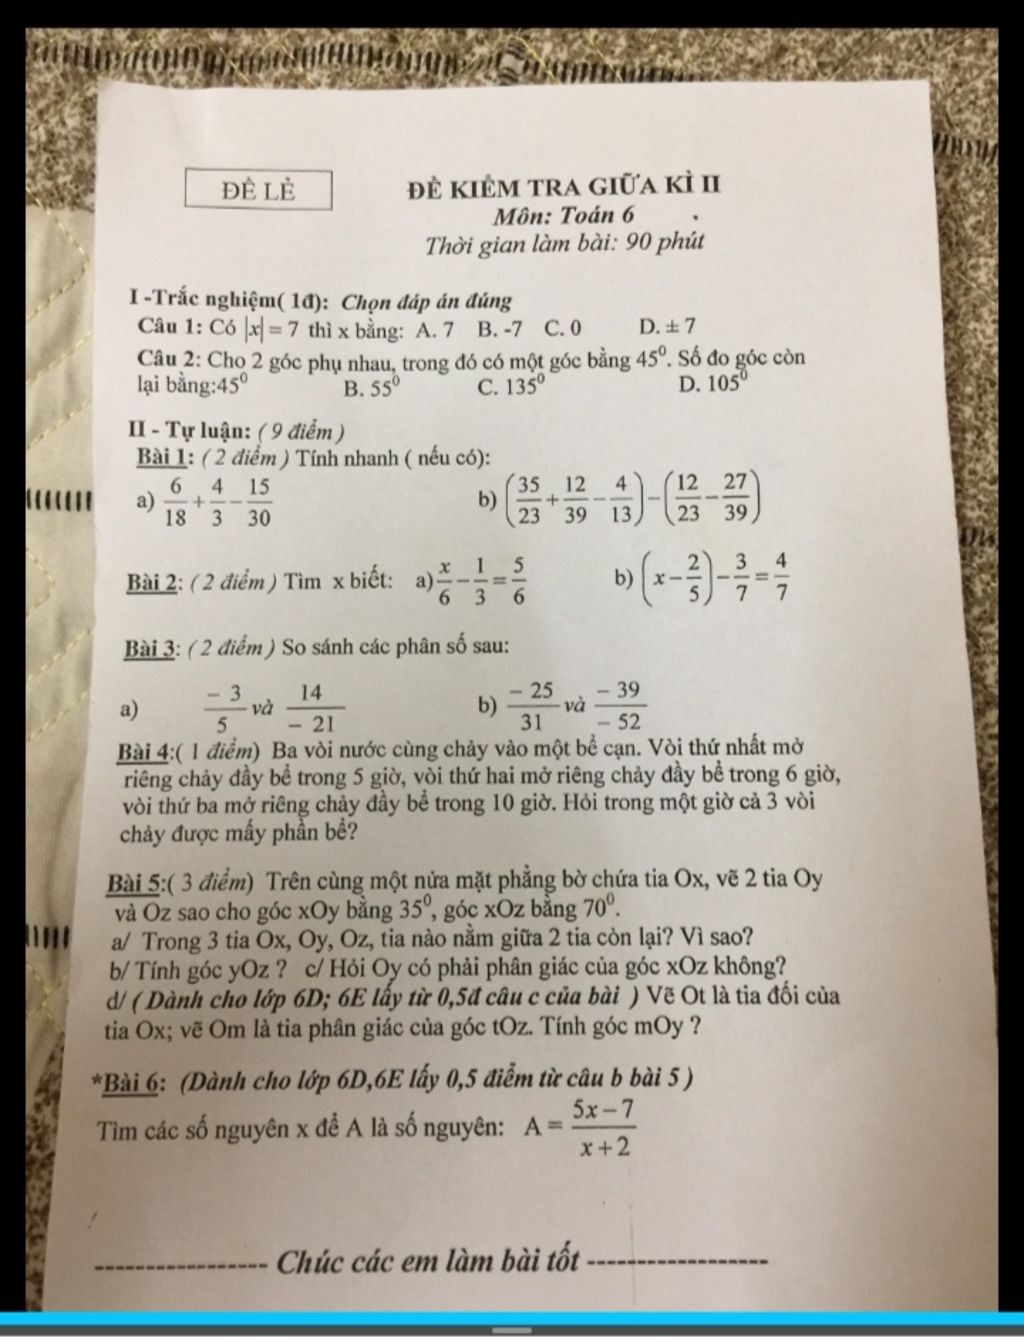 ĐỀ LẺ
ĐỀ KIỂM TRA GIỮA KÌ II
Môn: Toán 6
Thời gian làm bài: 90 phút
I -Trắc nghiệm( 1đ): Chọn đáp án đúng
Câu 1: Có |x| = 7 thì x bằng: A. 7 B. -7 C. 0 D. ± 7
Câu 2: Cho 2 góc phụ nhau, trong đó có một góc bằng 45⁰. Số đo góc còn
lại bằng:45⁰ B. 55⁰ C. 135⁰ D. 105⁰
II - Tự luận: ( 9 điểm )
Bài 1: ( 2 điểm ) Tính nhanh ( nếu có):
a) 6/18 + 4/3 − 15/30 b) (35/23 + 12/39 − 4/13) − (12/23 − 27/39)
Bài 2: ( 2 điểm ) Tìm x biết: a) x/6 − 1/3 = 5/6 b) (x − 2/5) − 3/7 = 4/7
Bài 3: ( 2 điểm ) So sánh các phân số sau:
a) − 3/5 và 14/− 21 b) − 25/31 và − 39/− 52
Bài 4:( 1 điểm) Ba vòi nước cùng chảy vào một bể cạn. Vòi thứ nhất mở
riêng chảy đầy bể trong 5 giờ, vòi thứ hai mở riêng chảy đầy bể trong 6 giờ,
vòi thứ ba mở riêng chảy đầy bể trong 10 giờ. Hỏi trong một giờ cả 3 vòi
chảy được mấy phần bể?
Bài 5:( 3 điểm) Trên cùng một nửa mặt phẳng bờ chứa tia Ox, vẽ 2 tia Oy
và Oz sao cho góc xOy bằng 35⁰, góc xOz bằng 70⁰.
a/ Trong 3 tia Ox, Oy, Oz, tia nào nằm giữa 2 tia còn lại? Vì sao?
b/ Tính góc yOz ? c/ Hỏi Oy có phải phân giác của góc xOz không?
d/ ( Dành cho lớp 6D; 6E lấy từ 0,5đ câu c của bài ) Vẽ Ot là tia đối của
tia Ox; vẽ Om là tia phân giác của góc tOz. Tính góc mOy ?
*Bài 6: (Dành cho lớp 6D,6E lấy 0,5 điểm từ câu b bài 5 )
Tìm các số nguyên x để A là số nguyên: A = 5x − 7/x + 2
----------------- Chúc các em làm bài tốt ------------------